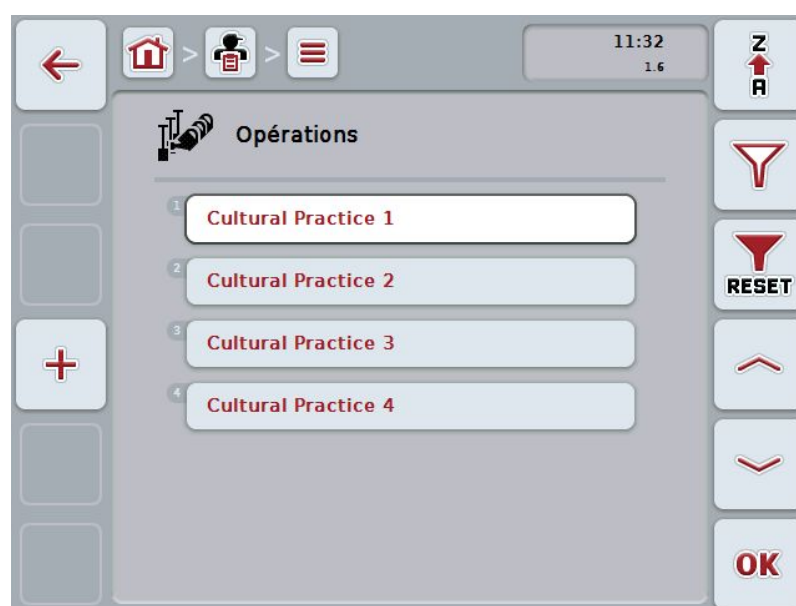 > >
11:32
1.6
Z
A
Opérations
1
Cultural Practice 1
2
Cultural Practice 2
RESET
3
Cultural Practice 3
4
Cultural Practice 4
OK